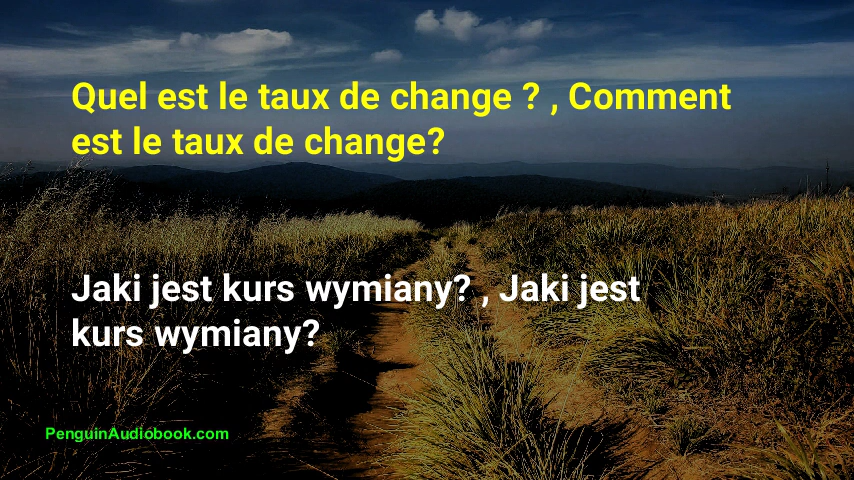 Quel est le taux de change ? , Comment
est le taux de change?
Jaki jest kurs wymiany? , Jaki jest
kurs wymiany?
PenguinAudiobook.com